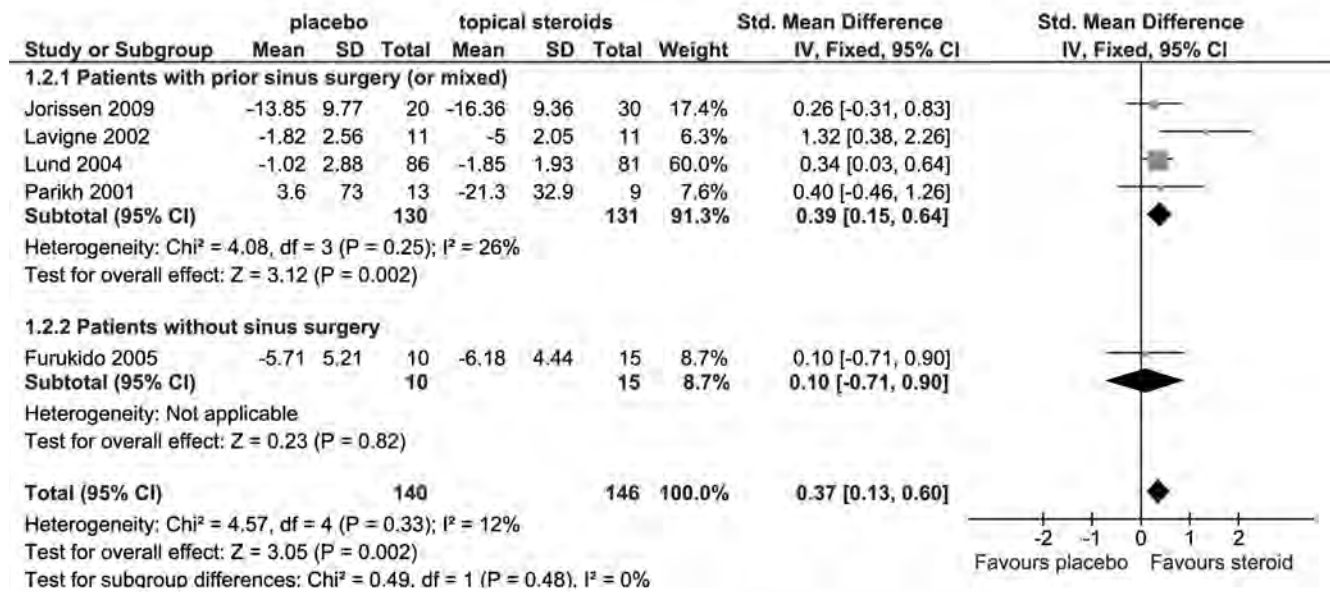 placebo topical steroids Std. Mean Difference Std. Mean Difference
Study or Subgroup Mean SD Total Mean SD Total Weight IV, Fixed, 95% CI IV, Fixed, 95% CI
1.2.1 Patients with prior sinus surgery (or mixed)
Jorissen 2009 -13.85 9.77 20 -16.36 9.36 30 17.4% 0.26 [-0.31, 0.83]
Lavigne 2002 -1.82 2.56 11 -5 2.05 11 6.3% 1.32 [0.38, 2.26]
Lund 2004 -1.02 2.88 86 -1.85 1.93 81 60.0% 0.34 [0.03, 0.64]
Parikh 2001 3.6 73 13 -21.3 32.9 9 7.6% 0.40 [-0.46, 1.26]
Subtotal (95% CI) 130 131 91.3% 0.39 [0.15, 0.64]
Heterogeneity: Chi² = 4.08, df = 3 (P = 0.25); I² = 26%
Test for overall effect: Z = 3.12 (P = 0.002)
1.2.2 Patients without sinus surgery
Furukido 2005 -5.71 5.21 10 -6.18 4.44 15 8.7% 0.10 [-0.71, 0.90]
Subtotal (95% CI) 10 15 8.7% 0.10 [-0.71, 0.90]
Heterogeneity: Not applicable
Test for overall effect: Z = 0.23 (P = 0.82)
Total (95% CI) 140 146 100.0% 0.37 [0.13, 0.60]
Heterogeneity: Chi² = 4.57, df = 4 (P = 0.33); I² = 12%
Test for overall effect: Z = 3.05 (P = 0.002)
Test for subgroup differences: Chi² = 0.49, df = 1 (P = 0.48), I² = 0%
-2 -1 0 1 2
Favours placebo Favours steroid